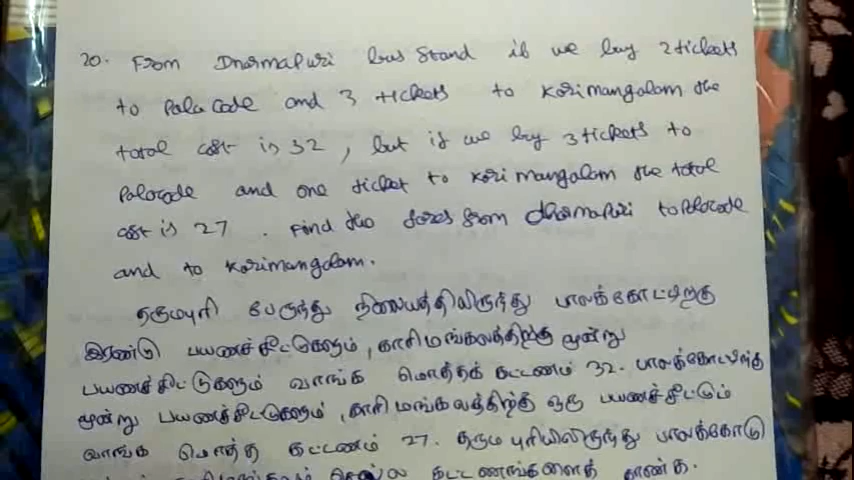 20. From Dharmapuri bus stand if we buy 2 tickets
to Palacode and 3 tickets to Karimangalam the
total cost is 32, but if we buy 3 tickets to
Palacode and one ticket to Karimangalam the total
cost is 27. Find the fares from dharmapuri to Palacode
and to Karimangalam.
தருமபுரி பேருந்து நிலையத்திலிருந்து பாலக்கோட்டிற்கு
இரண்டு பயணச்சீட்டுகளும், காரிமங்கலத்திற்கு மூன்று
பயணச்சீட்டுகளும் வாங்க மொத்தக் கட்டணம் 32. பாலக்கோட்டிற்கு
மூன்று பயணச்சீட்டுகளும், காரிமங்கலத்திற்கு ஒரு பயணச்சீட்டும்
வாங்க மொத்த கட்டணம் 27. தருமபுரியிலிருந்து பாலக்கோடு
செல்ல கட்டணங்களைக் காண்க.